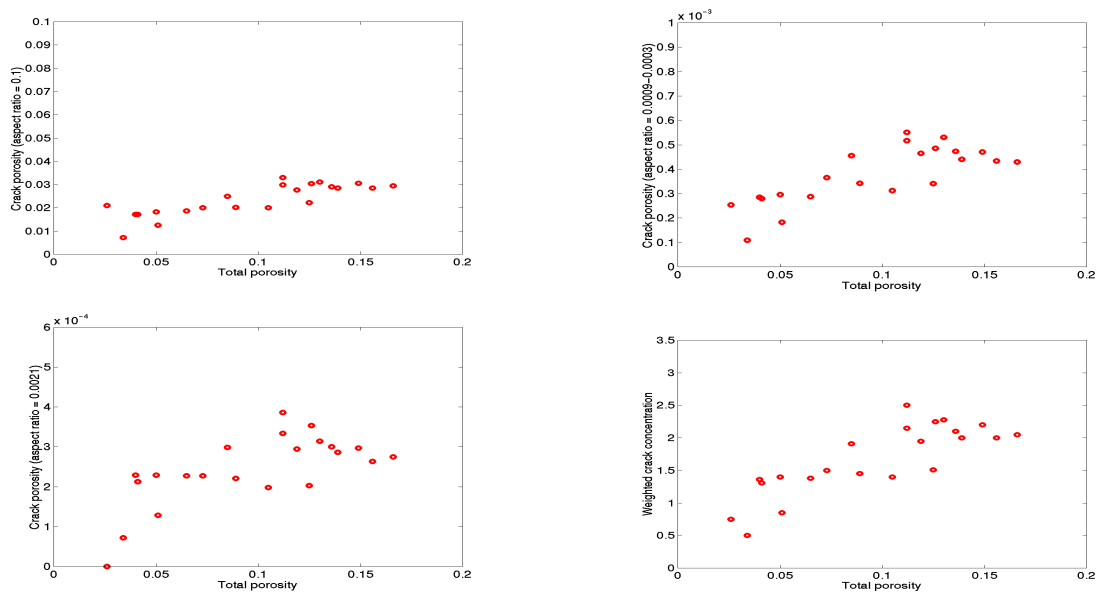 0.1
0.09
0.08
0.07
0.06
0.05
0.04
0.03
0.02
0.01
0
Crack porosity (aspect ratio = 0.1)
0 0.05 0.1 0.15 0.2
Total porosity
x 10⁻³
1
0.9
0.8
0.7
0.6
0.5
0.4
0.3
0.2
0.1
0
Crack porosity (aspect ratio = 0.0009−0.0003)
0 0.05 0.1 0.15 0.2
Total porosity
x 10⁻⁴
6
5
4
3
2
1
0
Crack porosity (aspect ratio = 0.0021)
0 0.05 0.1 0.15 0.2
Total porosity
3.5
3
2.5
2
1.5
1
0.5
0
Weighted crack concentration
0 0.05 0.1 0.15 0.2
Total porosity